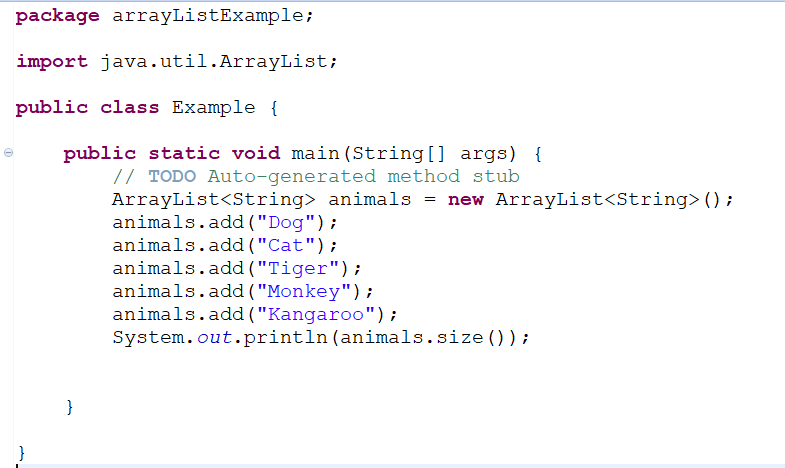 package arrayListExample;
import java.util.ArrayList;
public class Example {
public static void main(String[] args) {
// TODO Auto-generated method stub
ArrayList<String> animals = new ArrayList<String>();
animals.add("Dog");
animals.add("Cat");
animals.add("Tiger");
animals.add("Monkey");
animals.add("Kangaroo");
System.out.println(animals.size());
}
}